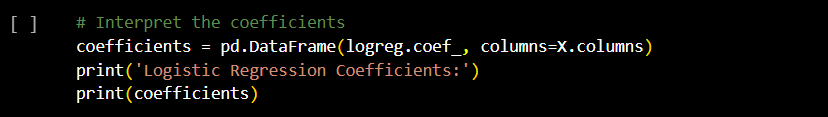 [ ] # Interpret the coefficients
coefficients = pd.DataFrame(logreg.coef_, columns=X.columns)
print('Logistic Regression Coefficients:')
print(coefficients)